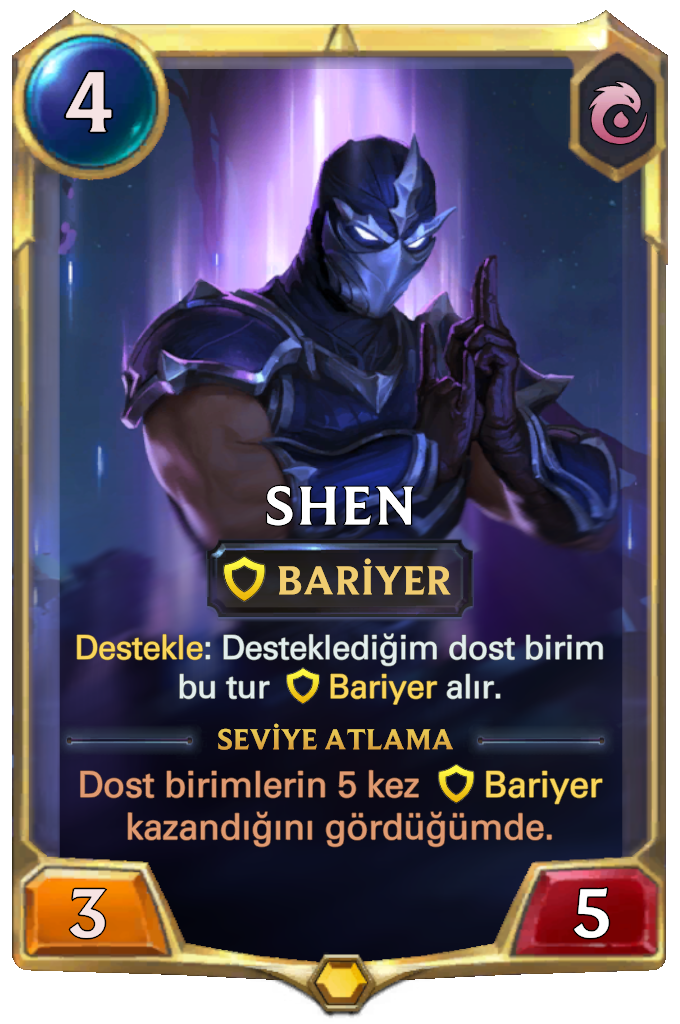 4
SHEN
BARİYER
Destekle: Desteklediğim dost birim
bu tur Bariyer alır.
SEVİYE ATLAMA
Dost birimlerin 5 kez Bariyer
kazandığını gördüğümde.
3
5